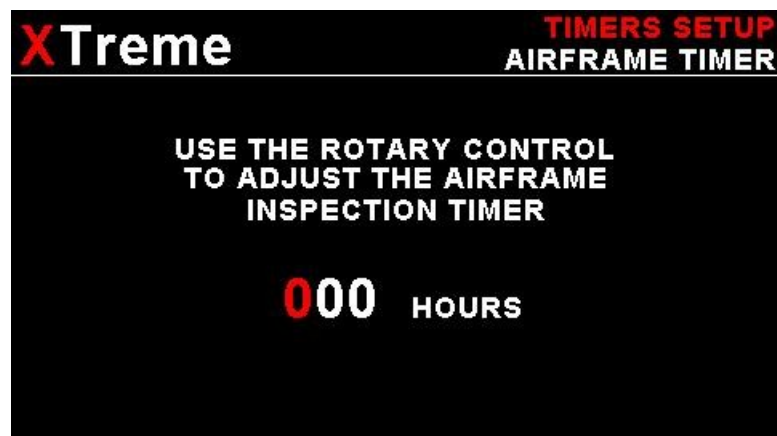 XTreme
TIMERS SETUP
AIRFRAME TIMER
USE THE ROTARY CONTROL
TO ADJUST THE AIRFRAME
INSPECTION TIMER
000 HOURS